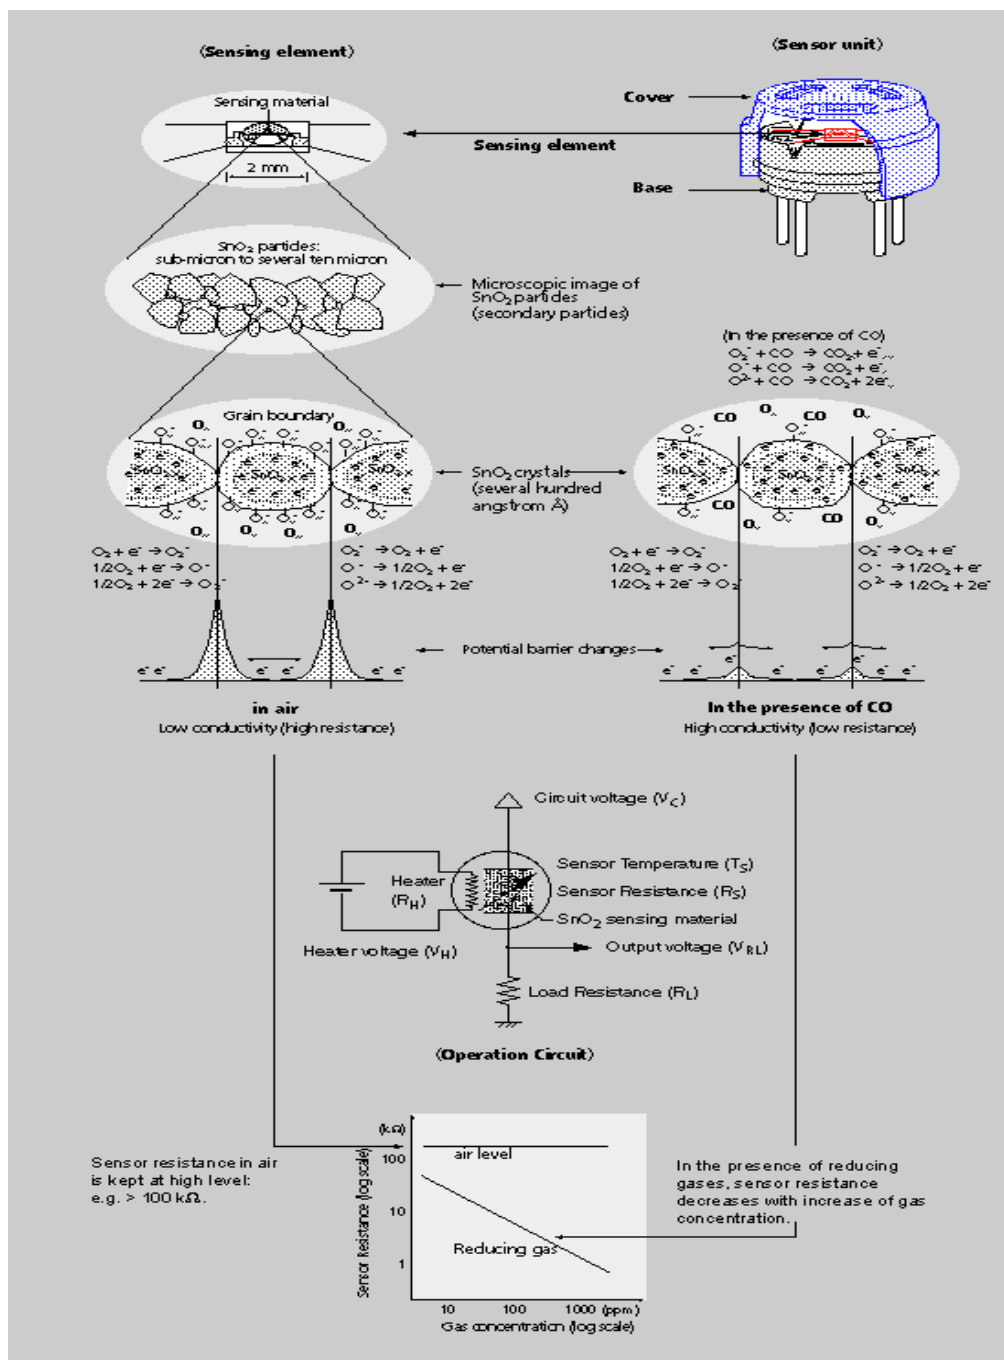 (Sensing element)
(Sensor unit)
Sensing material
Cover
Sensing element
2 mm
Base
SnO₂ particles:
sub-micron to several ten micron
Microscopic image of
SnO₂ particles
(secondary particles)
(In the presence of CO)
O₂⁻ + CO → CO₂ + e⁻
O⁻ + CO → CO₂ + e⁻
O²⁻ + CO → CO₂ + 2e⁻
Grain boundary
SnO₂ crystals
(several hundred
angstrom Å)
SnO₂
SnO₂
SnO₂
CO
CO
CO
CO
SnO₂
SnO₂
SnO₂
O₂ + e⁻ → O₂⁻
1/2O₂ + e⁻ → O⁻
1/2O₂ + 2e⁻ → O₂⁻
O₂⁻ → O₂ + e⁻
O⁻ → 1/2O₂ + e⁻
O²⁻ → 1/2O₂ + 2e⁻
O₂ + e⁻ → O₂⁻
1/2O₂ + e⁻ → O⁻
1/2O₂ + 2e⁻ → O₂⁻
O₂⁻ → O₂ + e⁻
O⁻ → 1/2O₂ + e⁻
O²⁻ → 1/2O₂ + 2e⁻
Potential barrier changes
e⁻ e⁻ e⁻ e⁻ e⁻ e⁻
e⁻ e⁻ e⁻ e⁻ e⁻ e⁻ e⁻ e⁻
in air
Low conductivity (high resistance)
In the presence of CO
High conductivity (low resistance)
Circuit voltage (V_C)
Heater
(R_H)
Sensor Temperature (T_S)
Sensor Resistance (R_S)
SnO₂ sensing material
Heater voltage (V_H)
Output voltage (V_RL)
Load Resistance (R_L)
(Operation Circuit)
Sensor resistance in air
is kept at high level:
e.g. > 100 kΩ.
Sensor Resistance (log scale)
(kΩ)
100
10
1
air level
Reducing gas
10 100 1000 (ppm)
Gas concentration (log scale)
In the presence of reducing
gases, sensor resistance
decreases with increase of gas
concentration.